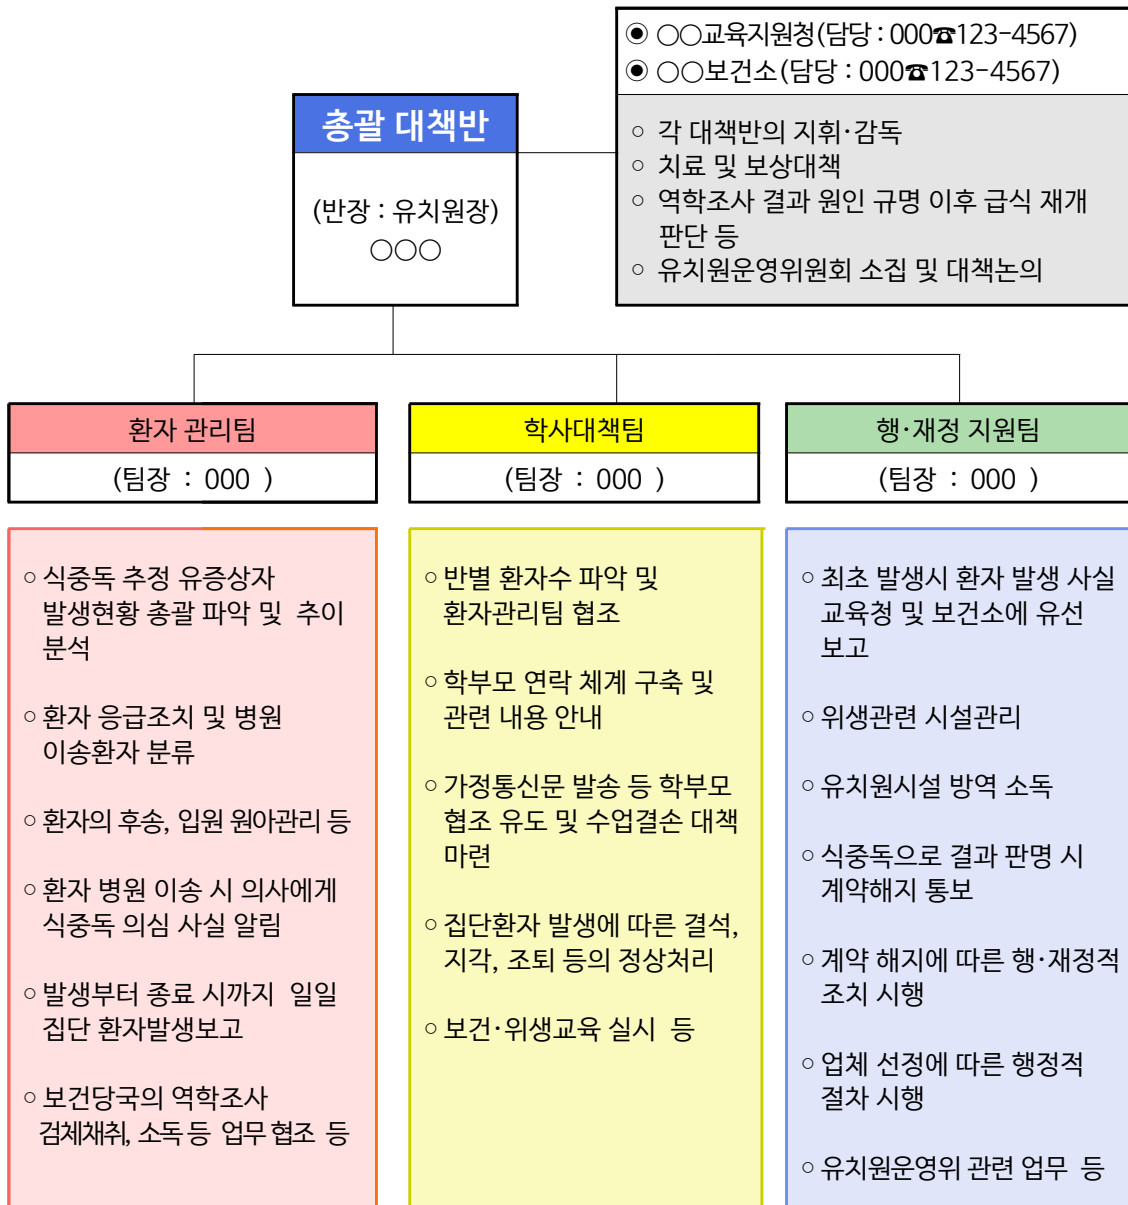 ◉ ○○교육지원청(담당 : 000☎123-4567)
◉ ○○보건소(담당 : 000☎123-4567)
총괄 대책반
(반장 : 유치원장)
○○○
○ 각 대책반의 지휘·감독
○ 치료 및 보상대책
○ 역학조사 결과 원인 규명 이후 급식 재개
판단 등
○ 유치원운영위원회 소집 및 대책논의
환자 관리팀
(팀장 : 000 )
학사대책팀
(팀장 : 000 )
행·재정 지원팀
(팀장 : 000 )
○ 식중독 추정 유증상자
발생현황 총괄 파악 및 추이
분석
○ 환자 응급조치 및 병원
이송환자 분류
○ 환자의 후송, 입원 원아관리 등
○ 환자 병원 이송 시 의사에게
식중독 의심 사실 알림
○ 발생부터 종료 시까지 일일
집단 환자발생보고
○ 보건당국의 역학조사
검체채취, 소독 등 업무 협조 등
○ 반별 환자수 파악 및
환자관리팀 협조
○ 학부모 연락 체계 구축 및
관련 내용 안내
○ 가정통신문 발송 등 학부모
협조 유도 및 수업결손 대책
마련
○ 집단환자 발생에 따른 결석,
지각, 조퇴 등의 정상처리
○ 보건·위생교육 실시 등
○ 최초 발생시 환자 발생 사실
교육청 및 보건소에 유선
보고
○ 위생관련 시설관리
○ 유치원시설 방역 소독
○ 식중독으로 결과 판명 시
계약해지 통보
○ 계약 해지에 따른 행·재정적
조치 시행
○ 업체 선정에 따른 행정적
절차 시행
○ 유치원운영위 관련 업무 등